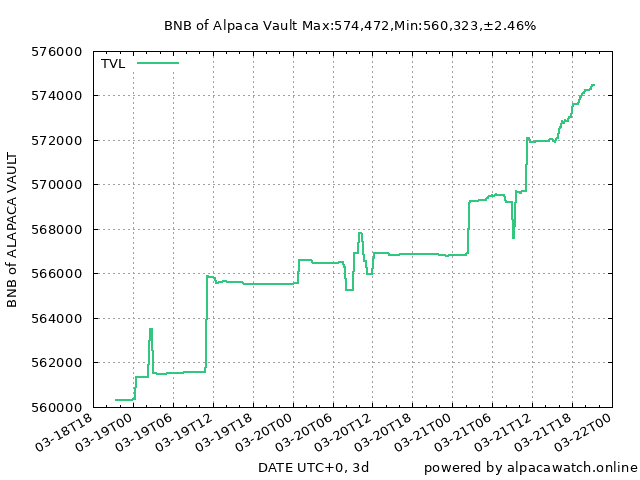 BNB of Alpaca Vault Max:574,472,Min:560,323,±2.46%
TVL
BNB of ALAPACA VAULT
576000
574000
572000
570000
568000
566000
564000
562000
560000
03-18T18
03-19T00
03-19T06
03-19T12
03-19T18
03-20T00
03-20T06
03-20T12
03-20T18
03-21T00
03-21T06
03-21T12
03-21T18
03-22T00
DATE UTC+0, 3d
powered by alpacawatch.online